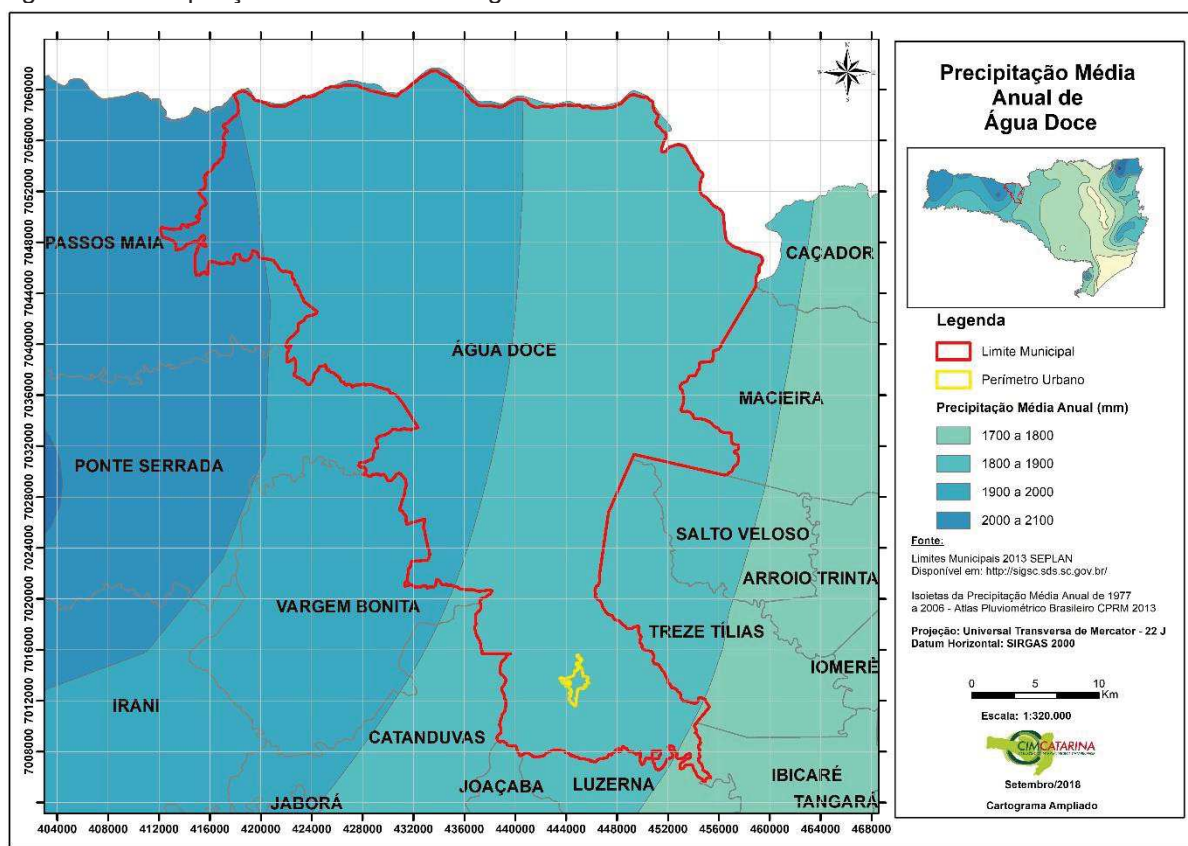 Precipitação Média
Anual de
Água Doce
PASSOS MAIA
CAÇADOR
ÁGUA DOCE
MACIEIRA
PONTE SERRADA
SALTO VELOSO
ARROIO TRINTA
VARGEM BONITA
TREZE TÍLIAS
IOMERÊ
IRANI
CATANDUVAS
JOAÇABA
LUZERNA
IBICARÉ
JABORÁ
TANGARÁ
7060000
7056000
7052000
7048000
7044000
7040000
7036000
7032000
7028000
7024000
7020000
7016000
7012000
7008000
404000 408000 412000 416000 420000 424000 428000 432000 436000 440000 444000 448000 452000 456000 460000 464000 468000
Legenda
Limite Municipal
Perímetro Urbano
Precipitação Média Anual (mm)
1700 a 1800
1800 a 1900
1900 a 2000
2000 a 2100
Fonte:
Limites Municipais 2013 SEPLAN
Disponível em: http://sigsc.sds.sc.gov.br/
Isoietas da Precipitação Média Anual de 1977
a 2006 - Atlas Pluviométrico Brasileiro CPRM 2013
Projeção: Universal Transversa de Mercator - 22 J
Datum Horizontal: SIRGAS 2000
0 5 10
Km
Escala: 1:320.000
CIMCATARINA
Setembro/2018
Cartograma Ampliado